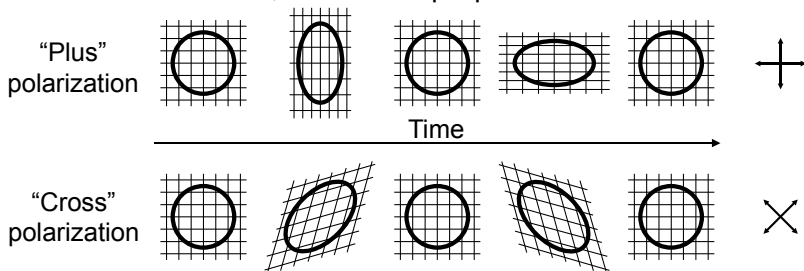 “Plus”
polarization
Time
“Cross”
polarization